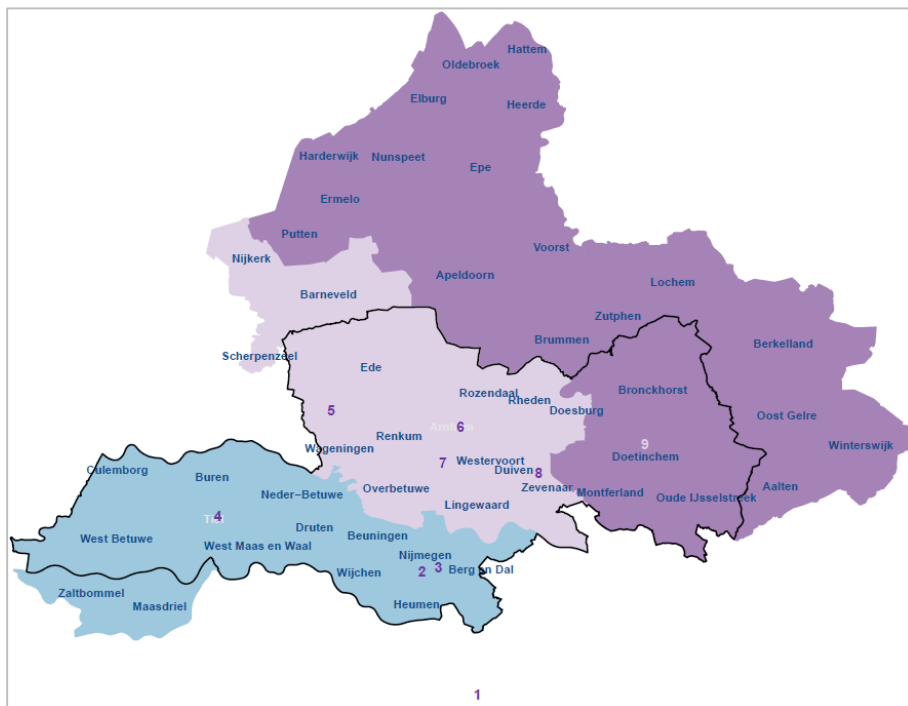 Hattem
Oldebroek
Elburg
Heerde
Harderwijk
Nunspeet
Epe
Ermelo
Putten
Voorst
Nijkerk
Apeldoorn
Lochem
Barneveld
Zutphen
Brummen
Berkelland
Scherpenzeel
Ede
Rozendaal
Bronckhorst
Rheden
Doesburg
5
Oost Gelre
6
Renkum
9
Winterswijk
Wageningen
Westervoort
Doetinchem
7
Duiven
8
Culemborg
Buren
Overbetuwe
Zevenaar
Aalten
Neder-Betuwe
Montferland
Oude IJsselstreek
Lingewaard
4
Druten
West Betuwe
West Maas en Waal
Beuningen
Nijmegen
Wijchen
2
3
Berg en Dal
Zaltbommel
Maasdriel
Heumen
1